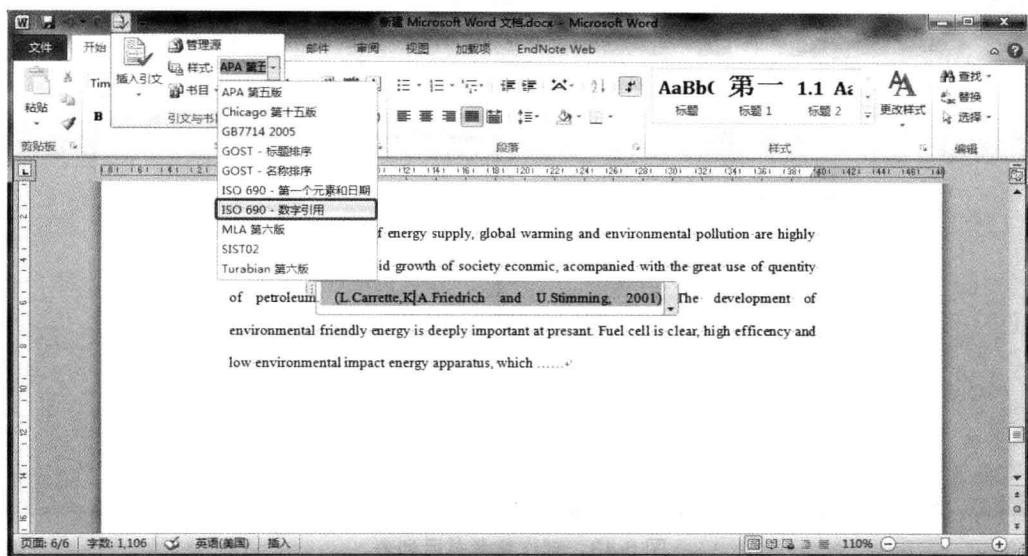 新建 Microsoft Word 文档.docx - Microsoft Word
文件 开始 邮件 审阅 视图 加载项 EndNote Web
插入引文
管理源
样式: APA 第五
书目
引文与书
粘贴
剪贴板
Tim
B
段落
AaBb( 第一 1.1 Aa
标题 标题 1 标题 2
更改样式
样式
查找
替换
选择
编辑
APA 第五版
Chicago 第十五版
GB7714 2005
GOST - 标题排序
GOST - 名称排序
ISO 690 - 第一个元素和日期
ISO 690 - 数字引用
MLA 第六版
SIST02
Turabian 第六版
f energy supply, global warming and environmental pollution are highly
id growth of society econmic, acompanied with the great use of quentity
of petroleum (L.Carrette,K.A.Friedrich and U.Stimming, 2001) The development of
environmental friendly energy is deeply important at presant. Fuel cell is clear, high efficency and
low environmental impact energy apparatus, which ......
页面: 6/6 字数: 1,106 英语(美国) 插入 110%